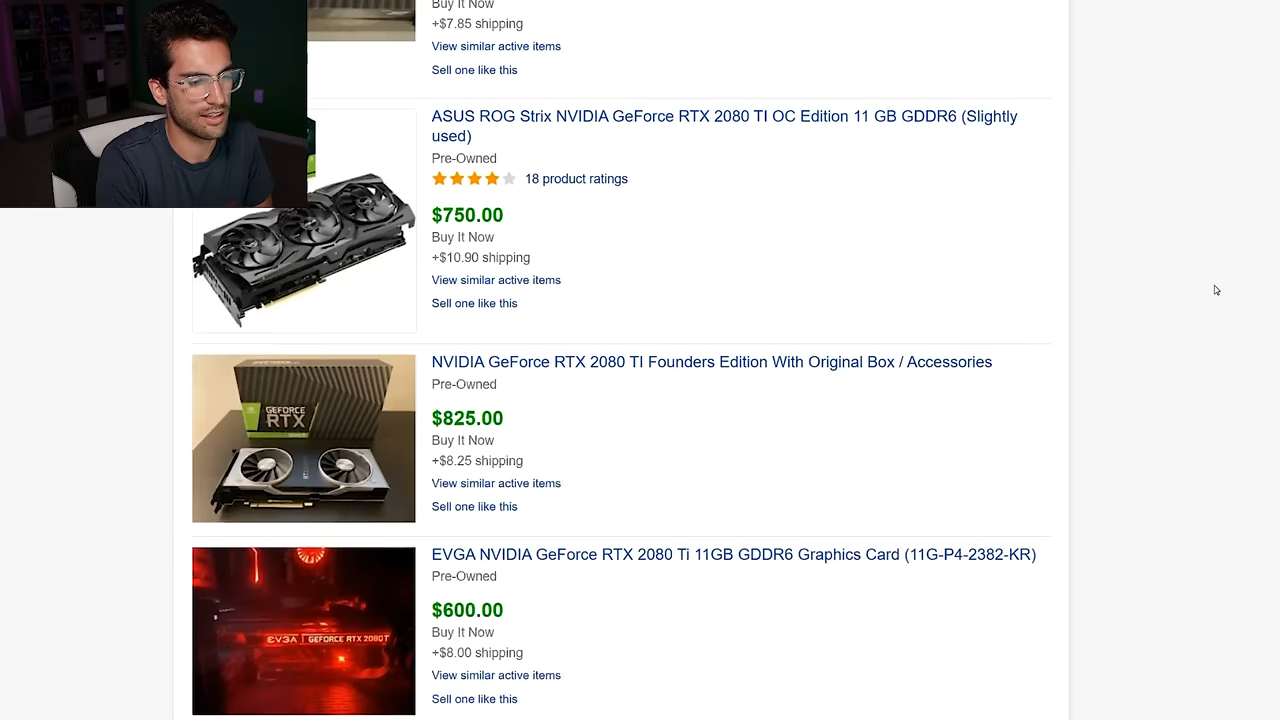 Buy It Now
+$7.85 shipping
View similar active items
Sell one like this
ASUS ROG Strix NVIDIA GeForce RTX 2080 TI OC Edition 11 GB GDDR6 (Slightly
used)
Pre-Owned
18 product ratings
$750.00
Buy It Now
+$10.90 shipping
View similar active items
Sell one like this
GEFORCE
RTX
NVIDIA GeForce RTX 2080 TI Founders Edition With Original Box / Accessories
Pre-Owned
$825.00
Buy It Now
+$8.25 shipping
View similar active items
Sell one like this
EVGA | GEFORCE RTX 2080T
EVGA NVIDIA GeForce RTX 2080 Ti 11GB GDDR6 Graphics Card (11G-P4-2382-KR)
Pre-Owned
$600.00
Buy It Now
+$8.00 shipping
View similar active items
Sell one like this